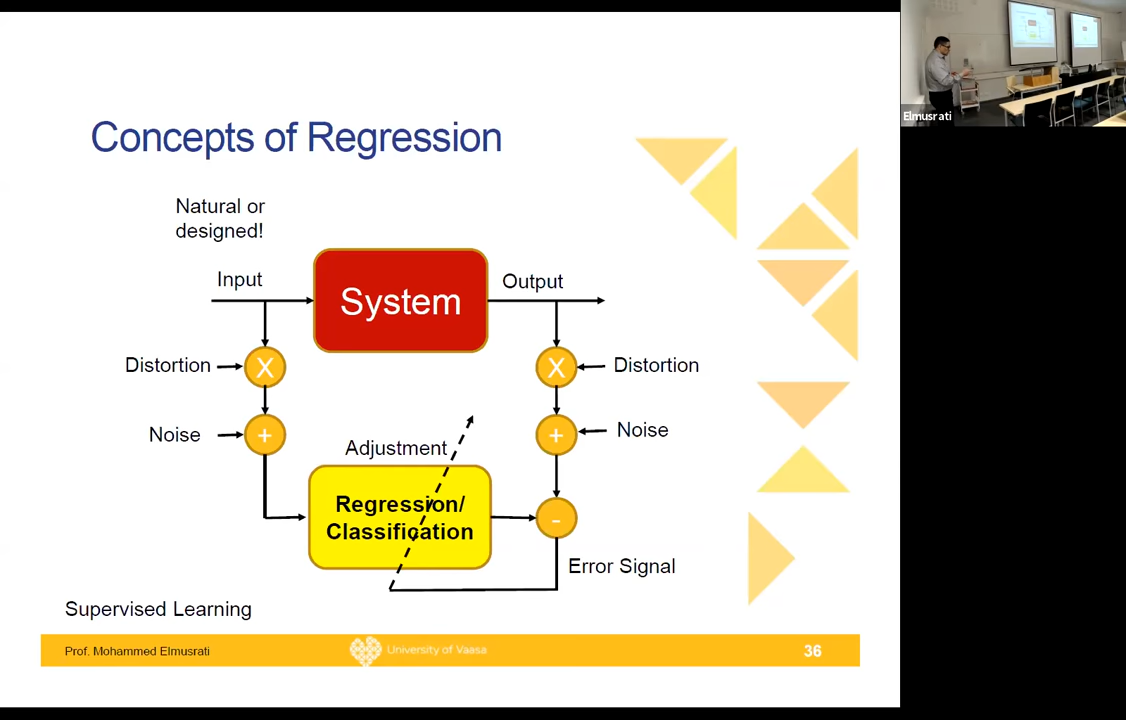 Elmusrati
Concepts of Regression
Natural or
designed!
Input
System
Output
Distortion
X
X
Distortion
Noise
+
+
Noise
Adjustment
Regression/
Classification
-
Error Signal
Supervised Learning
Prof. Mohammed Elmusrati
University of Vaasa
36